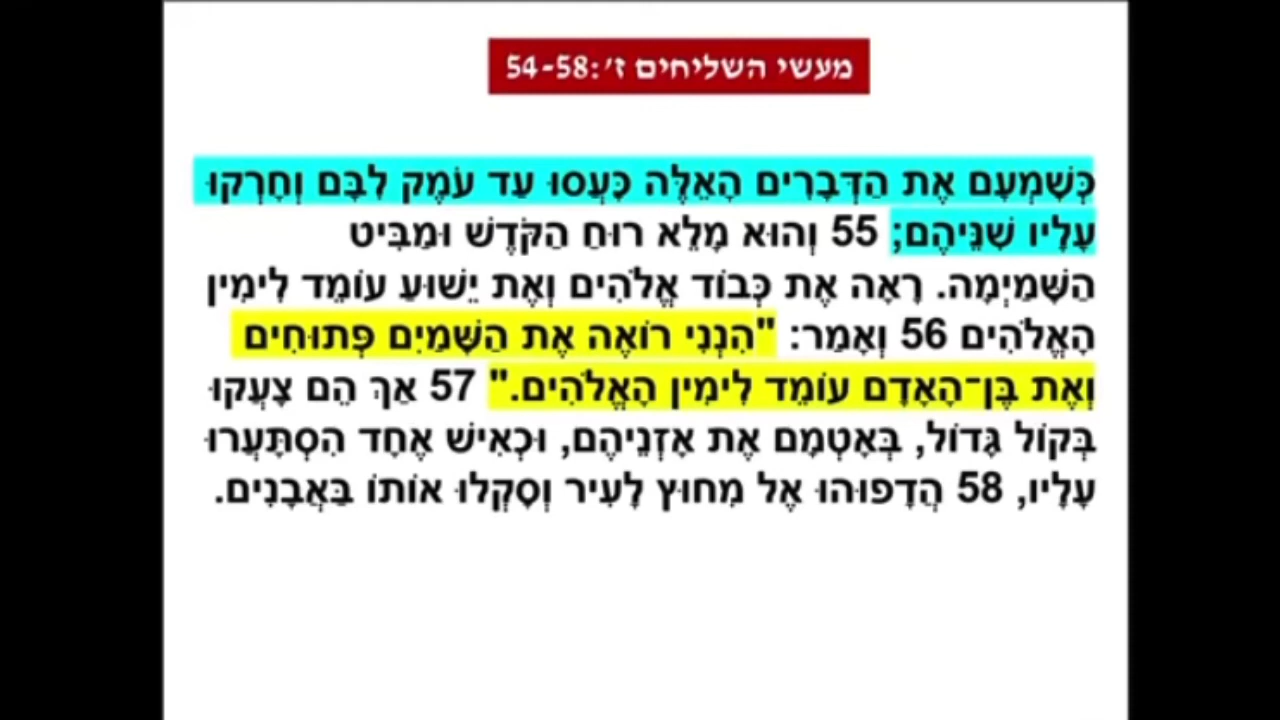 מעשי השליחים ז׳:54-58
כְּשָׁמְעָם אֶת הַדְּבָרִים הָאֵלֶּה כָּעֲסוּ עַד עֹמֶק לִבָּם וְחָרְקוּ
עָלָיו שִׁנֵּיהֶם; 55 וְהוּא מָלֵא רוּחַ הַקֹּדֶשׁ וּמַבִּיט
הַשָּׁמַיְמָה. רָאָה אֶת כְּבוֹד אֱלֹהִים וְאֶת יֵשׁוּעַ עוֹמֵד לִימִין
הָאֱלֹהִים 56 וְאָמַר: "הִנְנִי רוֹאֶה אֶת הַשָּׁמַיִם פְּתוּחִים
וְאֶת בֶּן־הָאָדָם עוֹמֵד לִימִין הָאֱלֹהִים." 57 אַךְ הֵם צָעֲקוּ
בְּקוֹל גָּדוֹל, בְּאָטְמָם אֶת אָזְנֵיהֶם, וּכְאִישׁ אֶחָד הִסְתָּעֲרוּ
עָלָיו, 58 הֲדָפוּהוּ אֶל מִחוּץ לָעִיר וְסָקְלוּ אוֹתוֹ בַּאֲבָנִים.